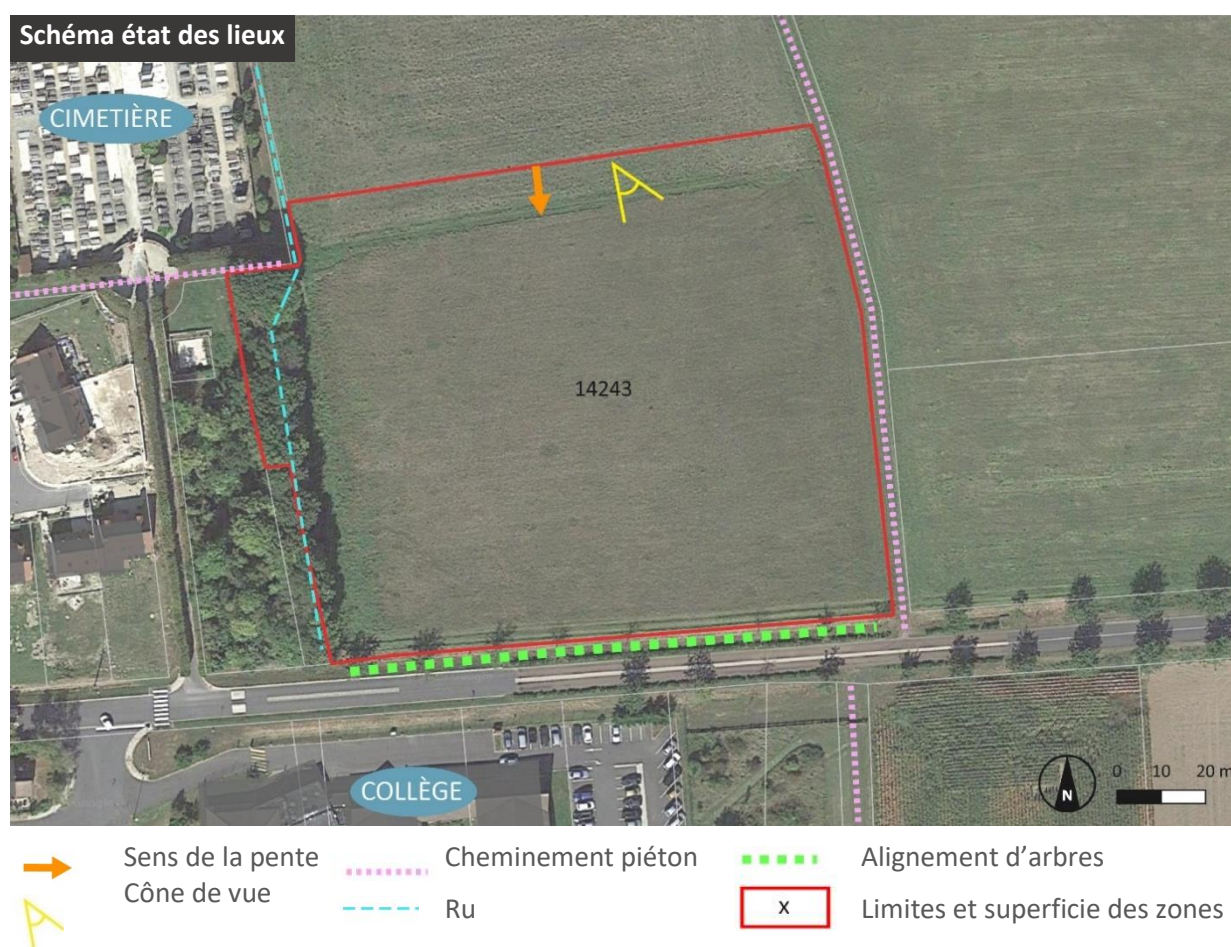 Schéma état des lieux
CIMETIÈRE
14243
COLLÈGE
N
0 10 20 m
Sens de la pente
Cône de vue
Cheminement piéton
Ru
Alignement d'arbres
X
Limites et superficie des zones